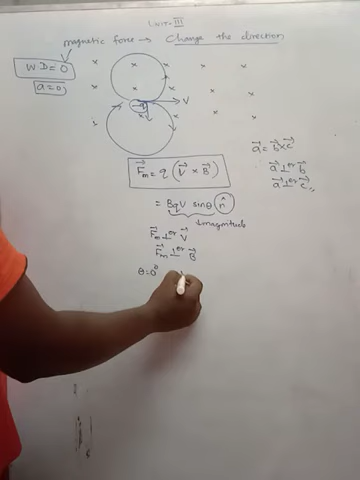 UNIT-III
magnetic force → Change the direction
W D = 0
a = 0
V
F⃗m = q (V⃗ × B⃗)
= BqV sinθ n̂
↓magnitude
F⃗m ⊥er V⃗
F⃗m ⊥er B⃗
θ=0°
a⃗ = b⃗ × c⃗
a⃗ ⊥er b⃗
a⃗ ⊥er c⃗